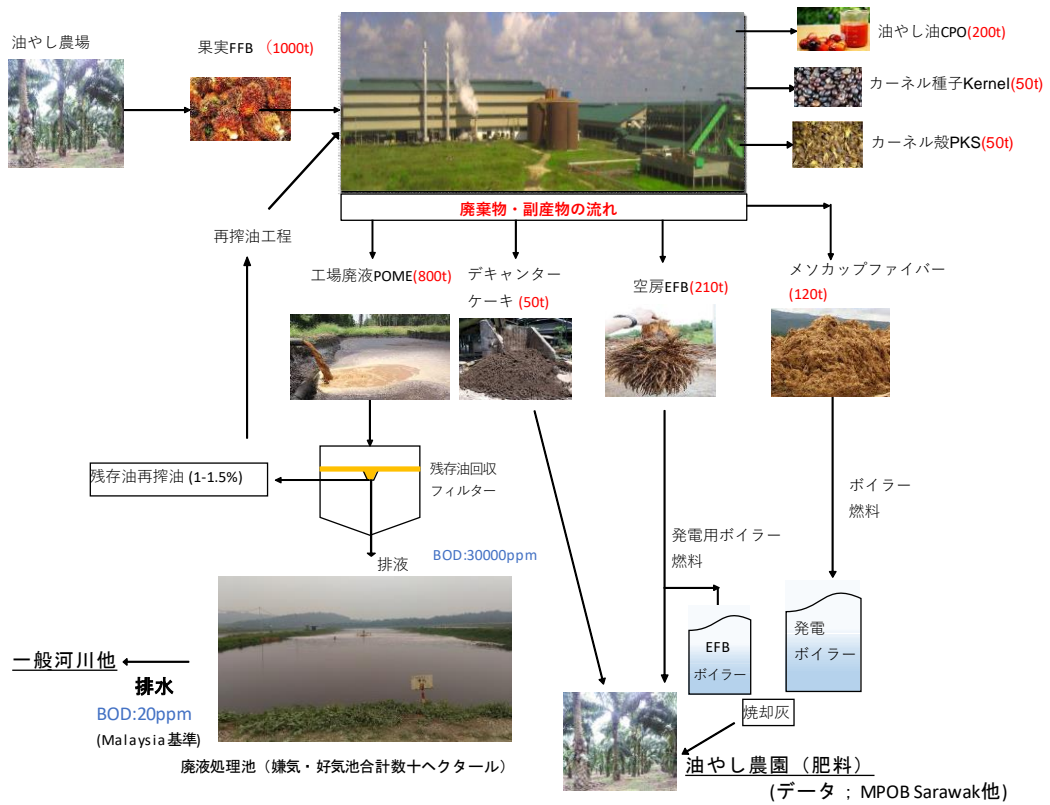 油やし農場
果実FFB （1000t）
油やし油CPO(200t)
カーネル種子Kernel(50t)
カーネル殻PKS(50t)
廃棄物・副産物の流れ
再搾油工程
工場廃液POME(800t)
デキャンター
ケーキ (50t)
空房EFB(210t)
メソカップファイバー
(120t)
残存油再搾油 (1-1.5%)
残存油回収
フィルター
ボイラー
燃料
発電用ボイラー
燃料
BOD:30000ppm
排液
EFB
ボイラー
発電
ボイラー
一般河川他
排水
BOD:20ppm
(Malaysia基準)
焼却灰
廃液処理池（嫌気・好気池合計数十ヘクタール）
油やし農園（肥料）
(データ ； MPOB Sarawak他)